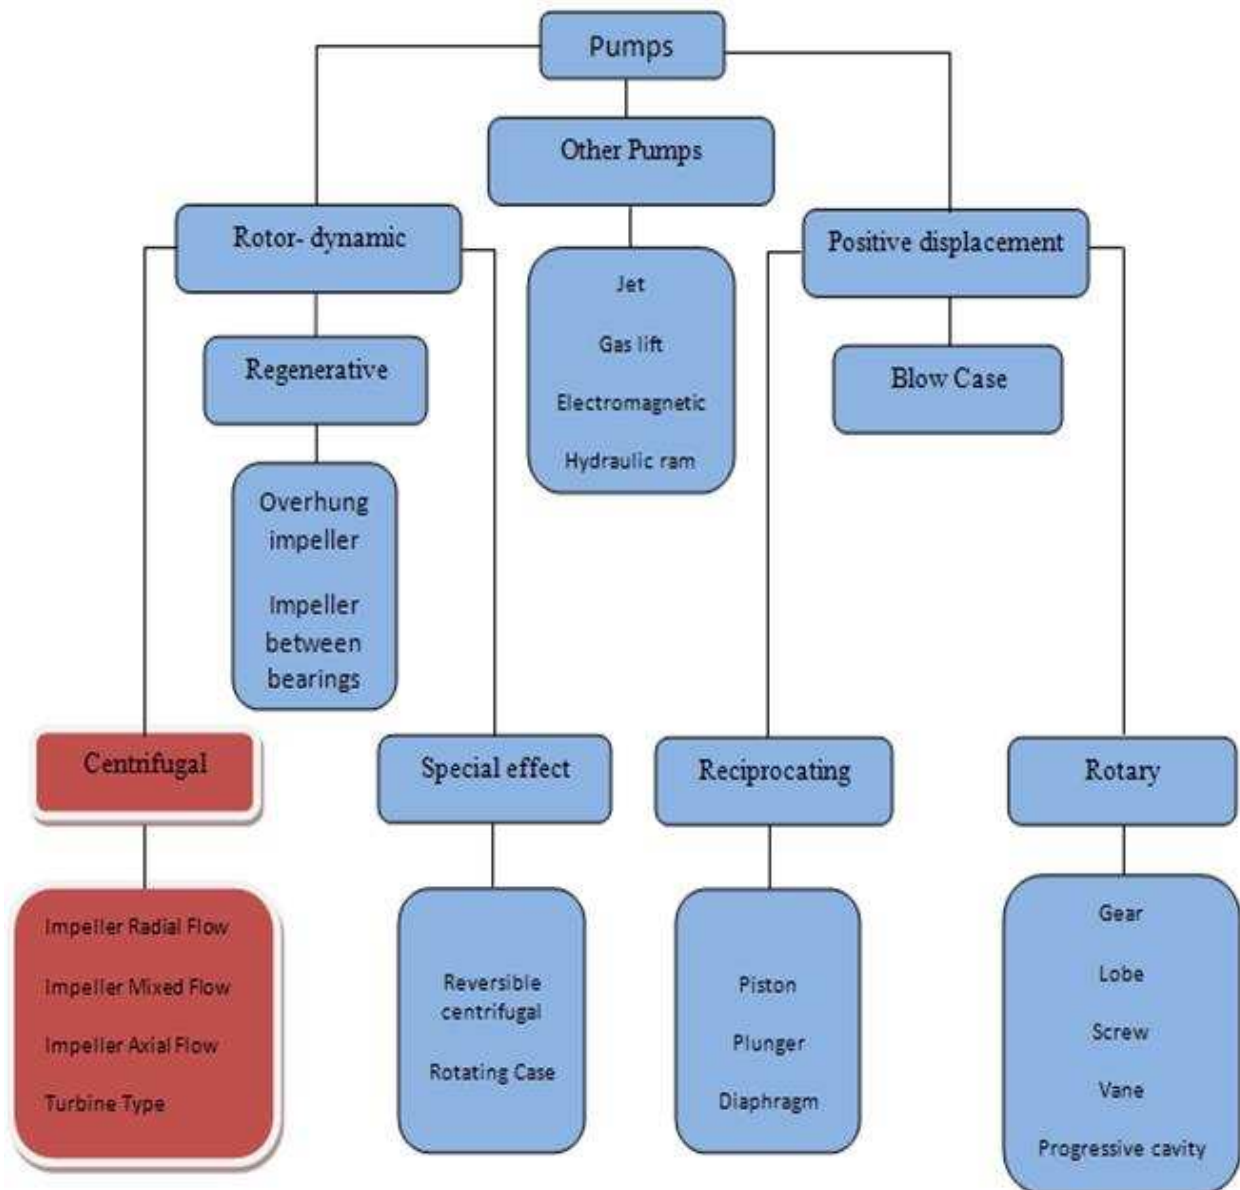 Pumps
Other Pumps
Rotor- dynamic
Positive displacement
Jet
Gas lift
Electromagnetic
Hydraulic ram
Regenerative
Blow Case
Overhung
impeller
Impeller
between
bearings
Centrifugal
Special effect
Reciprocating
Rotary
Impeller Radial Flow
Impeller Mixed Flow
Impeller Axial Flow
Turbine Type
Reversible
centrifugal
Rotating Case
Piston
Plunger
Diaphragm
Gear
Lobe
Screw
Vane
Progressive cavity